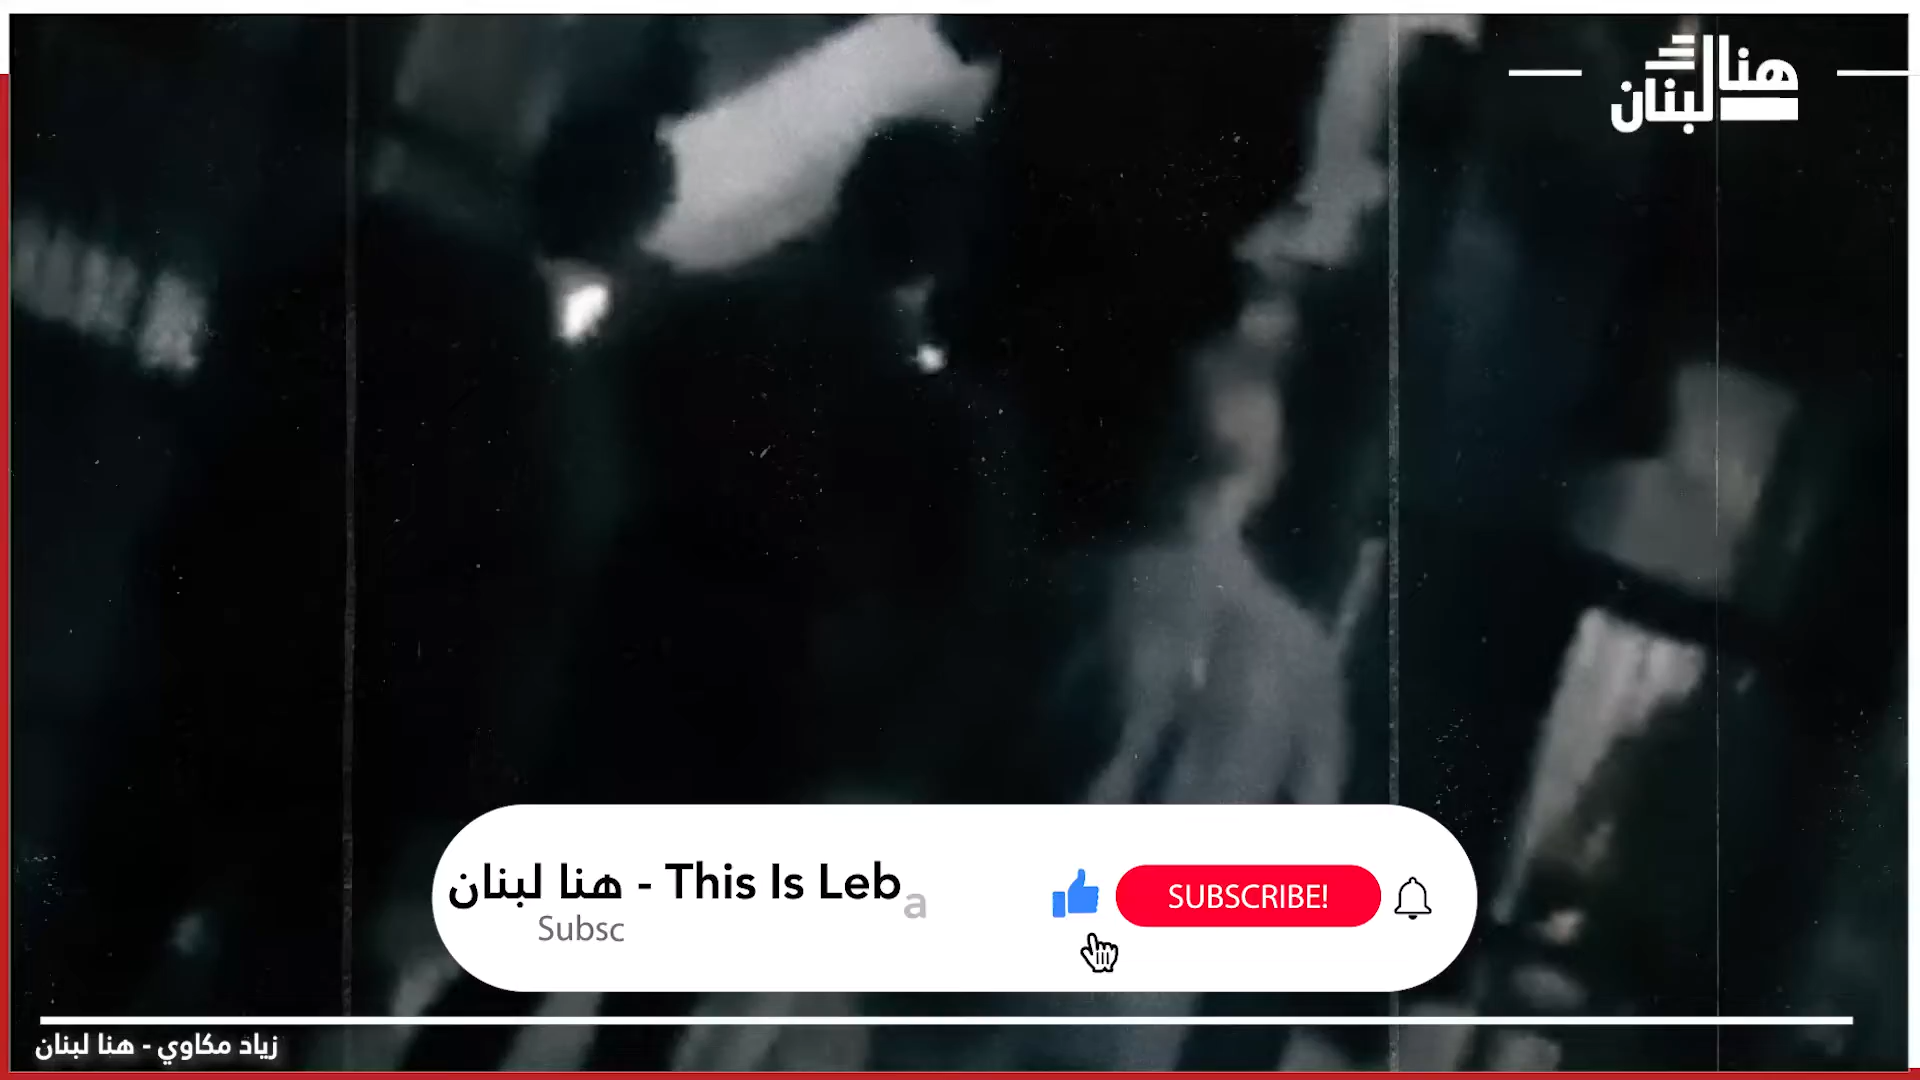 هنا
لبنان
هنا لبنان - This Is Leba
Subsc
SUBSCRIBE!
زياد مكاوي - هنا لبنان